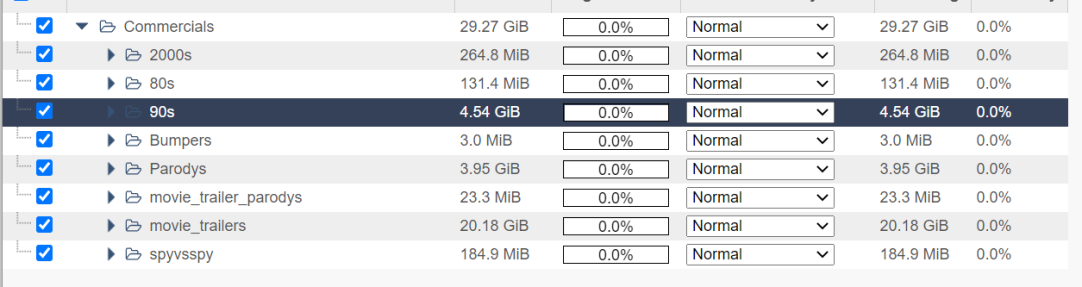 Commercials 29.27 GiB 0.0% Normal 29.27 GiB 0.0%
2000s 264.8 MiB 0.0% Normal 264.8 MiB 0.0%
80s 131.4 MiB 0.0% Normal 131.4 MiB 0.0%
90s 4.54 GiB 0.0% Normal 4.54 GiB 0.0%
Bumpers 3.0 MiB 0.0% Normal 3.0 MiB 0.0%
Parodys 3.95 GiB 0.0% Normal 3.95 GiB 0.0%
movie_trailer_parodys 23.3 MiB 0.0% Normal 23.3 MiB 0.0%
movie_trailers 20.18 GiB 0.0% Normal 20.18 GiB 0.0%
spyvsspy 184.9 MiB 0.0% Normal 184.9 MiB 0.0%